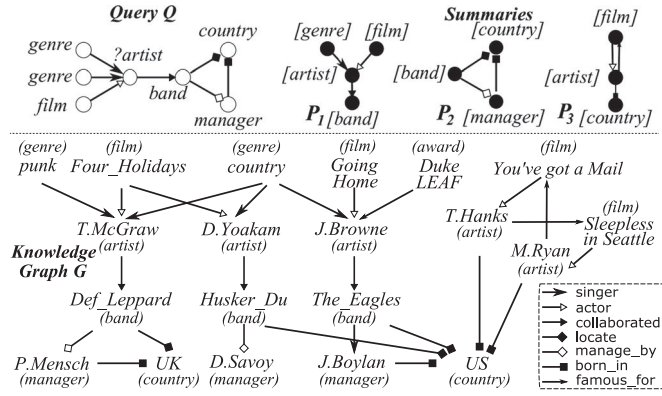 Query Q
Summaries
genre
?artist
country
genre
band
film
manager
[genre]
[film]
[artist]
P1
[band]
[country]
[band]
P2
[manager]
[film]
[artist]
P3
[country]
(genre)
punk
(film)
Four_Holidays
(genre)
country
(film)
Going
Home
(award)
Duke
LEAF
(film)
You've got a Mail
T.McGraw
(artist)
D.Yoakam
(artist)
J.Browne
(artist)
T.Hanks
(artist)
(film)
Sleepless
in Seattle
M.Ryan
(artist)
Knowledge
Graph G
Def_Leppard
(band)
Husker_Du
(band)
The_Eagles
(band)
P.Mensch
(manager)
UK
(country)
D.Savoy
(manager)
J.Boylan
(manager)
US
(country)
singer
actor
collaborated
locate
manage_by
born_in
famous_for